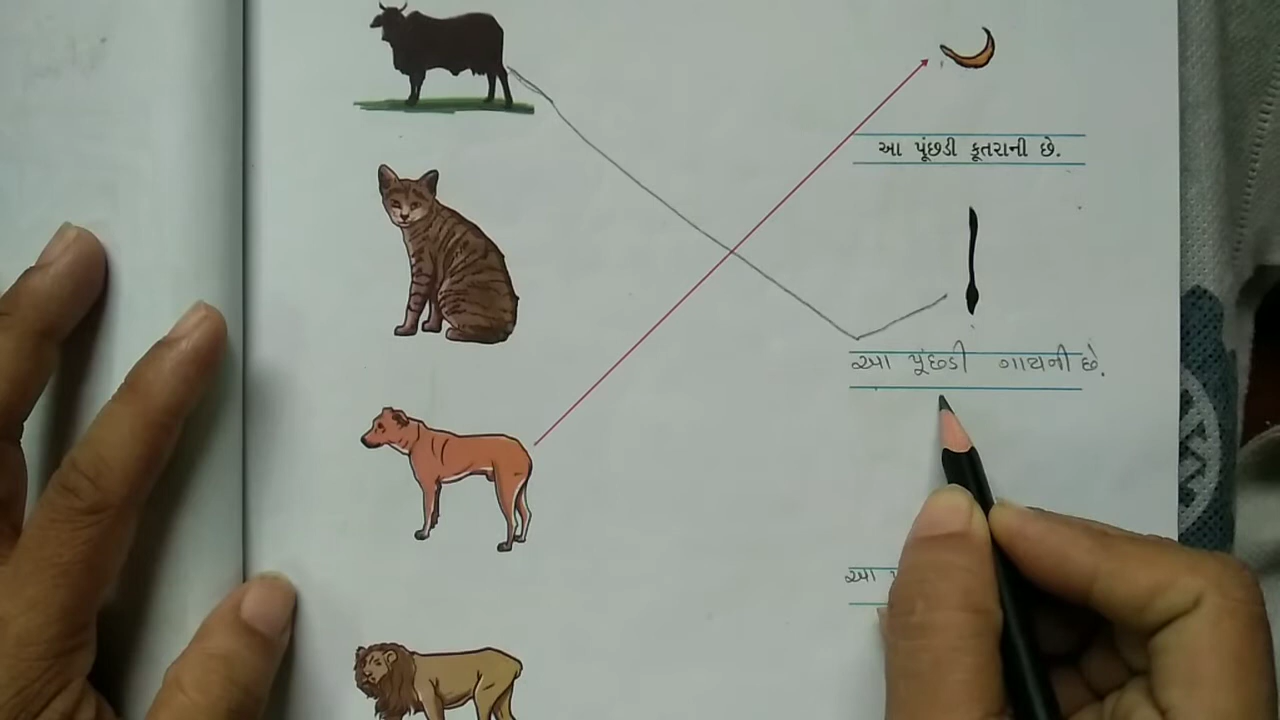 આ પૂંછડી કૂતરાની છે.
આ પૂંછડી ગાયની છે.
આ